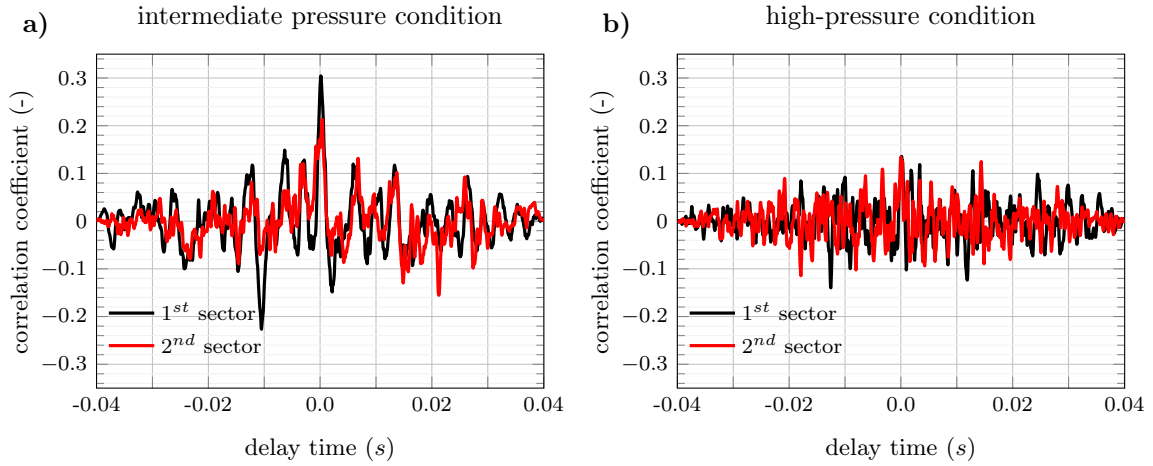 a)
intermediate pressure condition
correlation coefficient (-)
0.3
0.2
0.1
0
−0.1
−0.2
−0.3
1st sector
2nd sector
-0.04
-0.02
0.0
0.02
0.04
delay time (s)
b)
high-pressure condition
correlation coefficient (-)
0.3
0.2
0.1
0
−0.1
−0.2
−0.3
1st sector
2nd sector
-0.04
-0.02
0.0
0.02
0.04
delay time (s)